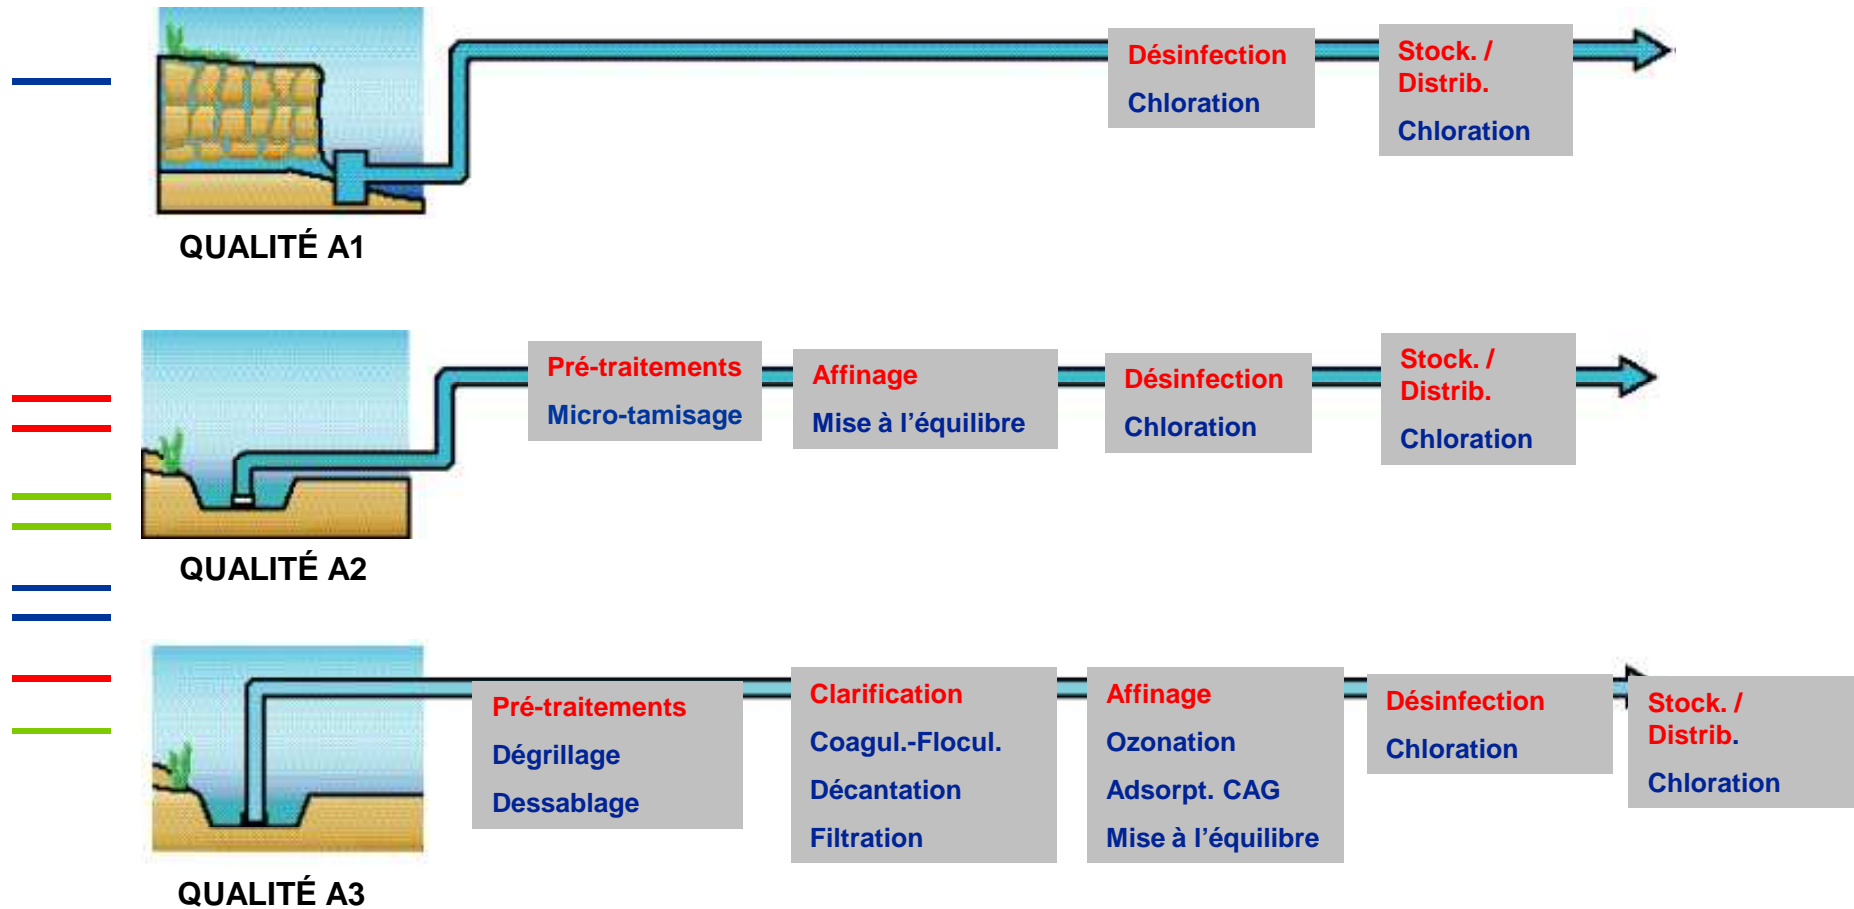 Désinfection
Chloration
Stock. /
Distrib.
Chloration
QUALITÉ A1
Pré-traitements
Micro-tamisage
Affinage
Mise à l’équilibre
Désinfection
Chloration
Stock. /
Distrib.
Chloration
QUALITÉ A2
Pré-traitements
Dégrillage
Dessablage
Clarification
Coagul.-Flocul.
Décantation
Filtration
Affinage
Ozonation
Adsorpt. CAG
Mise à l’équilibre
Désinfection
Chloration
Stock. /
Distrib.
Chloration
QUALITÉ A3